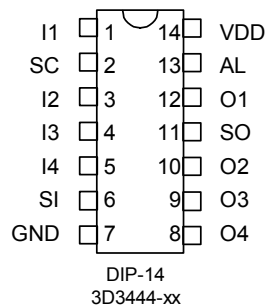 I1 1 14 VDD
SC 2 13 AL
I2 3 12 O1
I3 4 11 SO
I4 5 10 O2
SI 6 9 O3
GND 7 8 O4
DIP-14
3D3444-xx